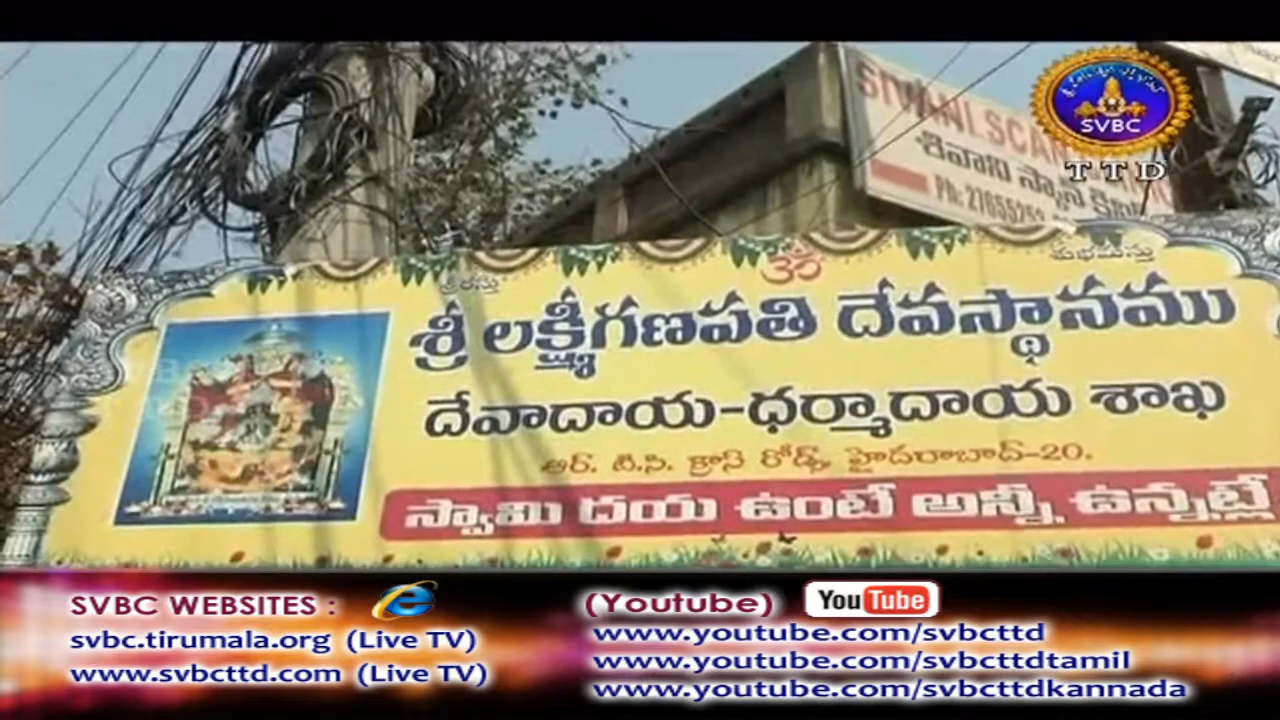 SVBC
TTD
శివాని స్కాన్
ఓం
శ్రీ లక్ష్మీగణపతి దేవస్థానము
దేవాదాయ-ధర్మాదాయ శాఖ
ఆర్. టి.సి. క్రాస్ రోడ్స్, హైదరాబాద్-20.
స్వామి దయ ఉంటే అన్నీ ఉన్నట్లే
SVBC WEBSITES :
svbc.tirumala.org (Live TV)
www.svbcttd.com (Live TV)
(Youtube) YouTube
www.youtube.com/svbcttd
www.youtube.com/svbcttdtamil
www.youtube.com/svbcttdkannada